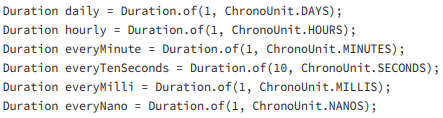 Duration daily = Duration.of(1, ChronoUnit.DAYS);
Duration hourly = Duration.of(1, ChronoUnit.HOURS);
Duration everyMinute = Duration.of(1, ChronoUnit.MINUTES);
Duration everyTenSeconds = Duration.of(10, ChronoUnit.SECONDS);
Duration everyMilli = Duration.of(1, ChronoUnit.MILLIS);
Duration everyNano = Duration.of(1, ChronoUnit.NANOS);